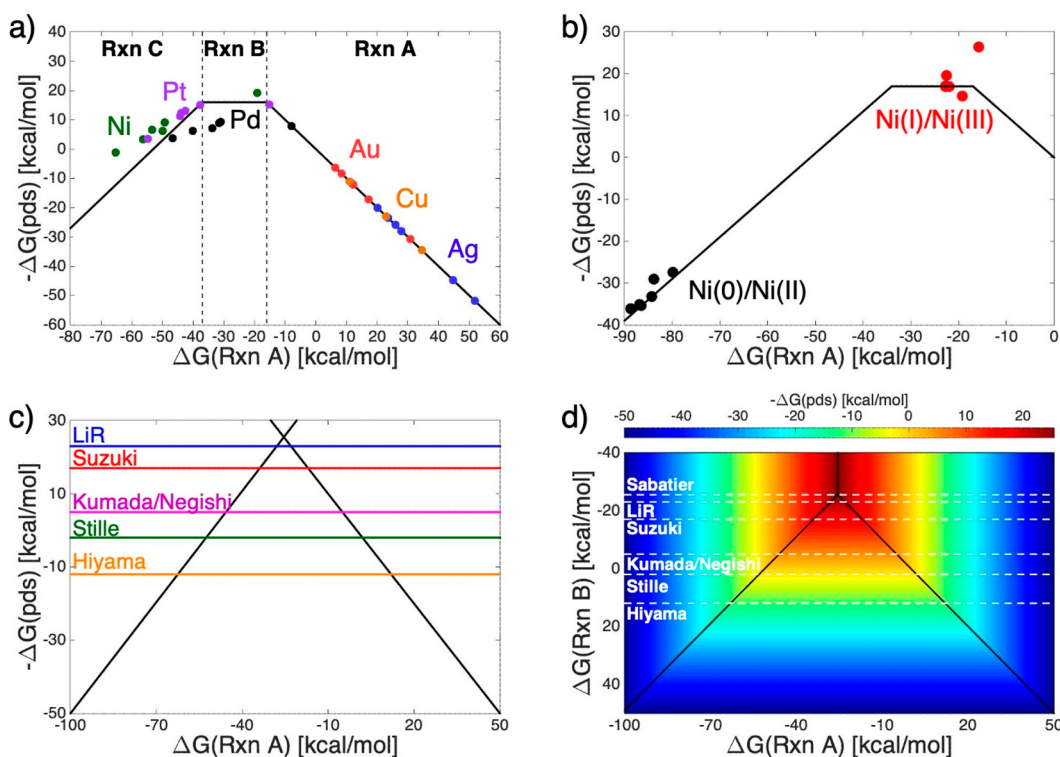 a)
Rxn C
Rxn B
Rxn A
Pt
Ni
Pd
Au
Cu
Ag
40
30
20
10
0
-10
-20
-30
-40
-50
-60
-80
-70
-60
-50
-40
-30
-20
-10
0
10
20
30
40
50
60
-ΔG(pds) [kcal/mol]
ΔG(Rxn A) [kcal/mol]
b)
Ni(I)/Ni(III)
Ni(0)/Ni(II)
30
20
10
0
-10
-20
-30
-40
-90
-80
-70
-60
-50
-40
-30
-20
-10
0
-ΔG(pds) [kcal/mol]
ΔG(Rxn A) [kcal/mol]
c)
LiR
Suzuki
Kumada/Negishi
Stille
Hiyama
30
10
-10
-30
-50
-100
-70
-40
-10
20
50
-ΔG(pds) [kcal/mol]
ΔG(Rxn A) [kcal/mol]
d)
-ΔG(pds) [kcal/mol]
-50
-40
-30
-20
-10
0
10
20
Sabatier
LiR
Suzuki
Kumada/Negishi
Stille
Hiyama
-40
-20
0
20
40
-100
-70
-40
-10
20
50
ΔG(Rxn B) [kcal/mol]
ΔG(Rxn A) [kcal/mol]